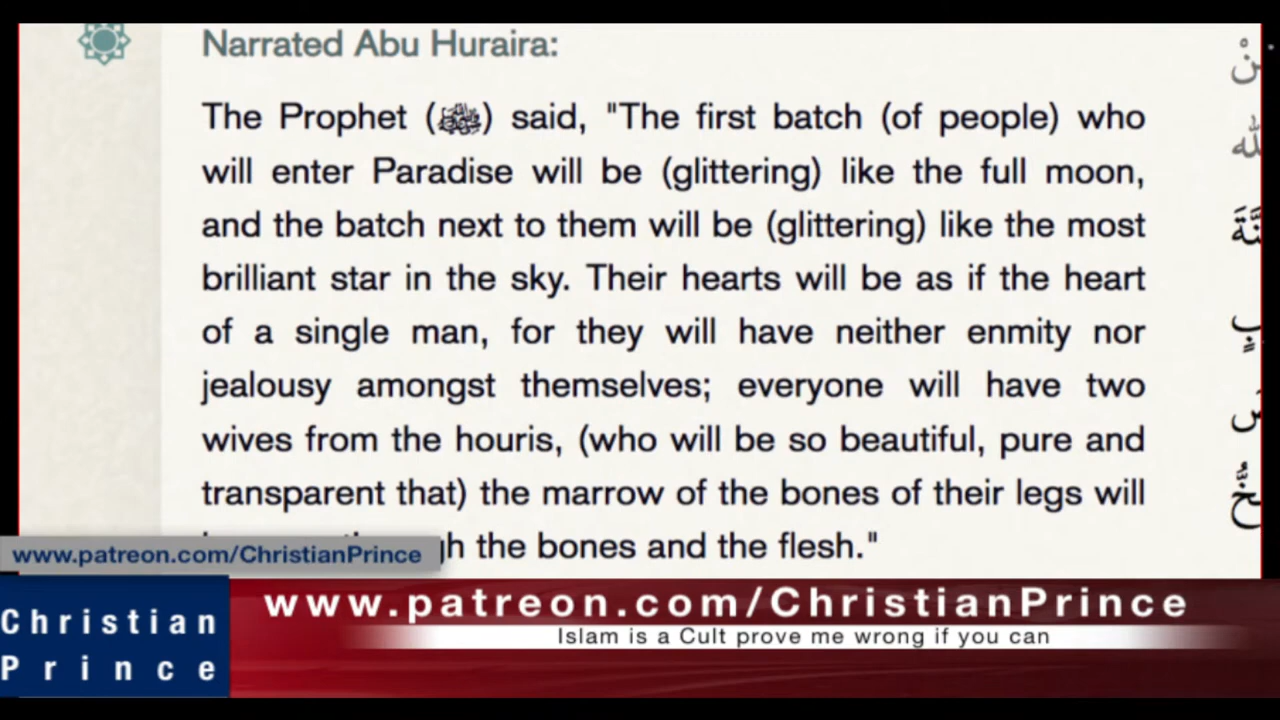 Narrated Abu Huraira:
The Prophet (ﷺ) said, "The first batch (of people) who
will enter Paradise will be (glittering) like the full moon,
and the batch next to them will be (glittering) like the most
brilliant star in the sky. Their hearts will be as if the heart
of a single man, for they will have neither enmity nor
jealousy amongst themselves; everyone will have two
wives from the houris, (who will be so beautiful, pure and
transparent that) the marrow of the bones of their legs will
the bones and the flesh."
www.patreon.com/ChristianPrince
www.patreon.com/ChristianPrince
Islam is a Cult prove me wrong if you can
Christian
Prince